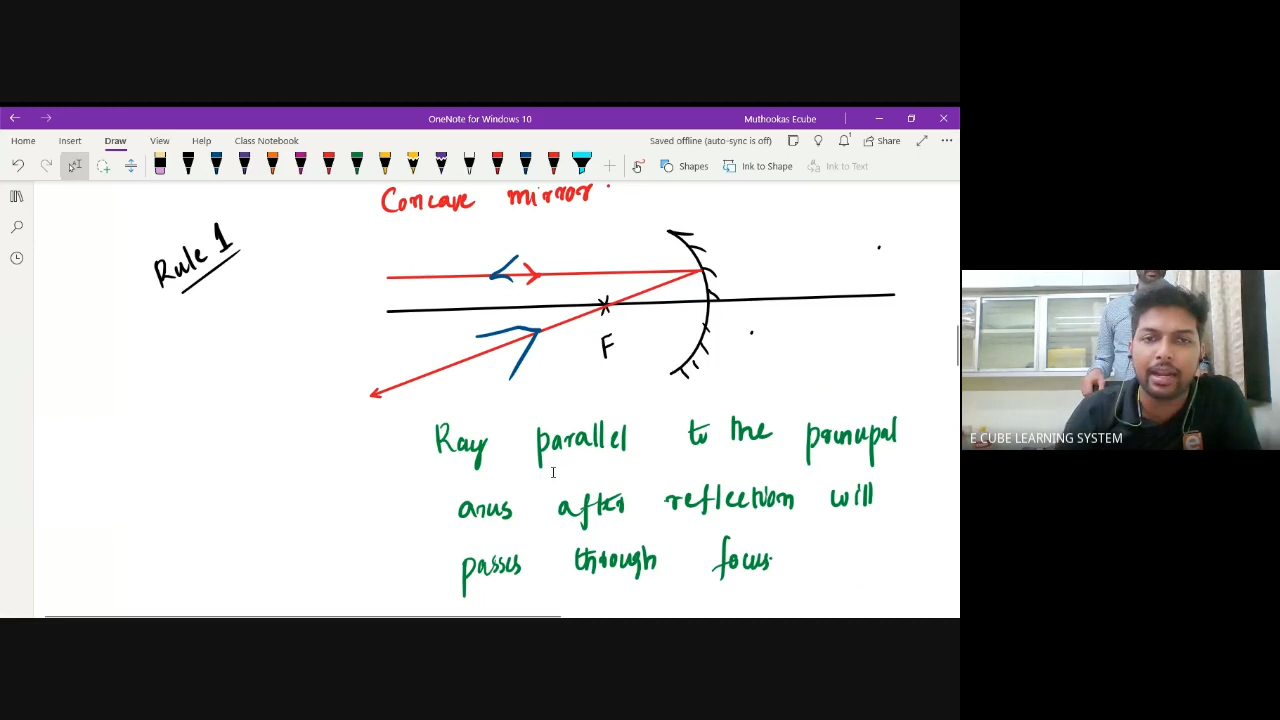 OneNote for Windows 10
Muthookas Ecube
Home Insert Draw View Help Class Notebook
Saved offline (auto-sync is off)
Share
Shapes
Ink to Shape
Ink to Text
Concave mirror.
Rule 1
F
Ray parallel to the principal
axis after reflection will
passes through focus.
E CUBE LEARNING SYSTEM